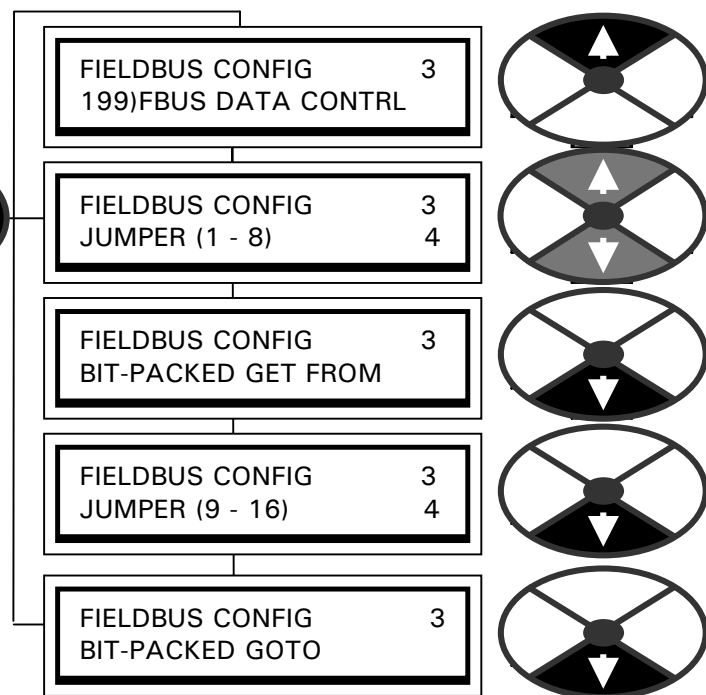 FIELDBUS CONFIG 3
199)FBUS DATA CONTRL
FIELDBUS CONFIG 3
JUMPER (1 - 8) 4
FIELDBUS CONFIG 3
BIT-PACKED GET FROM
FIELDBUS CONFIG 3
JUMPER (9 - 16) 4
FIELDBUS CONFIG 3
BIT-PACKED GOTO